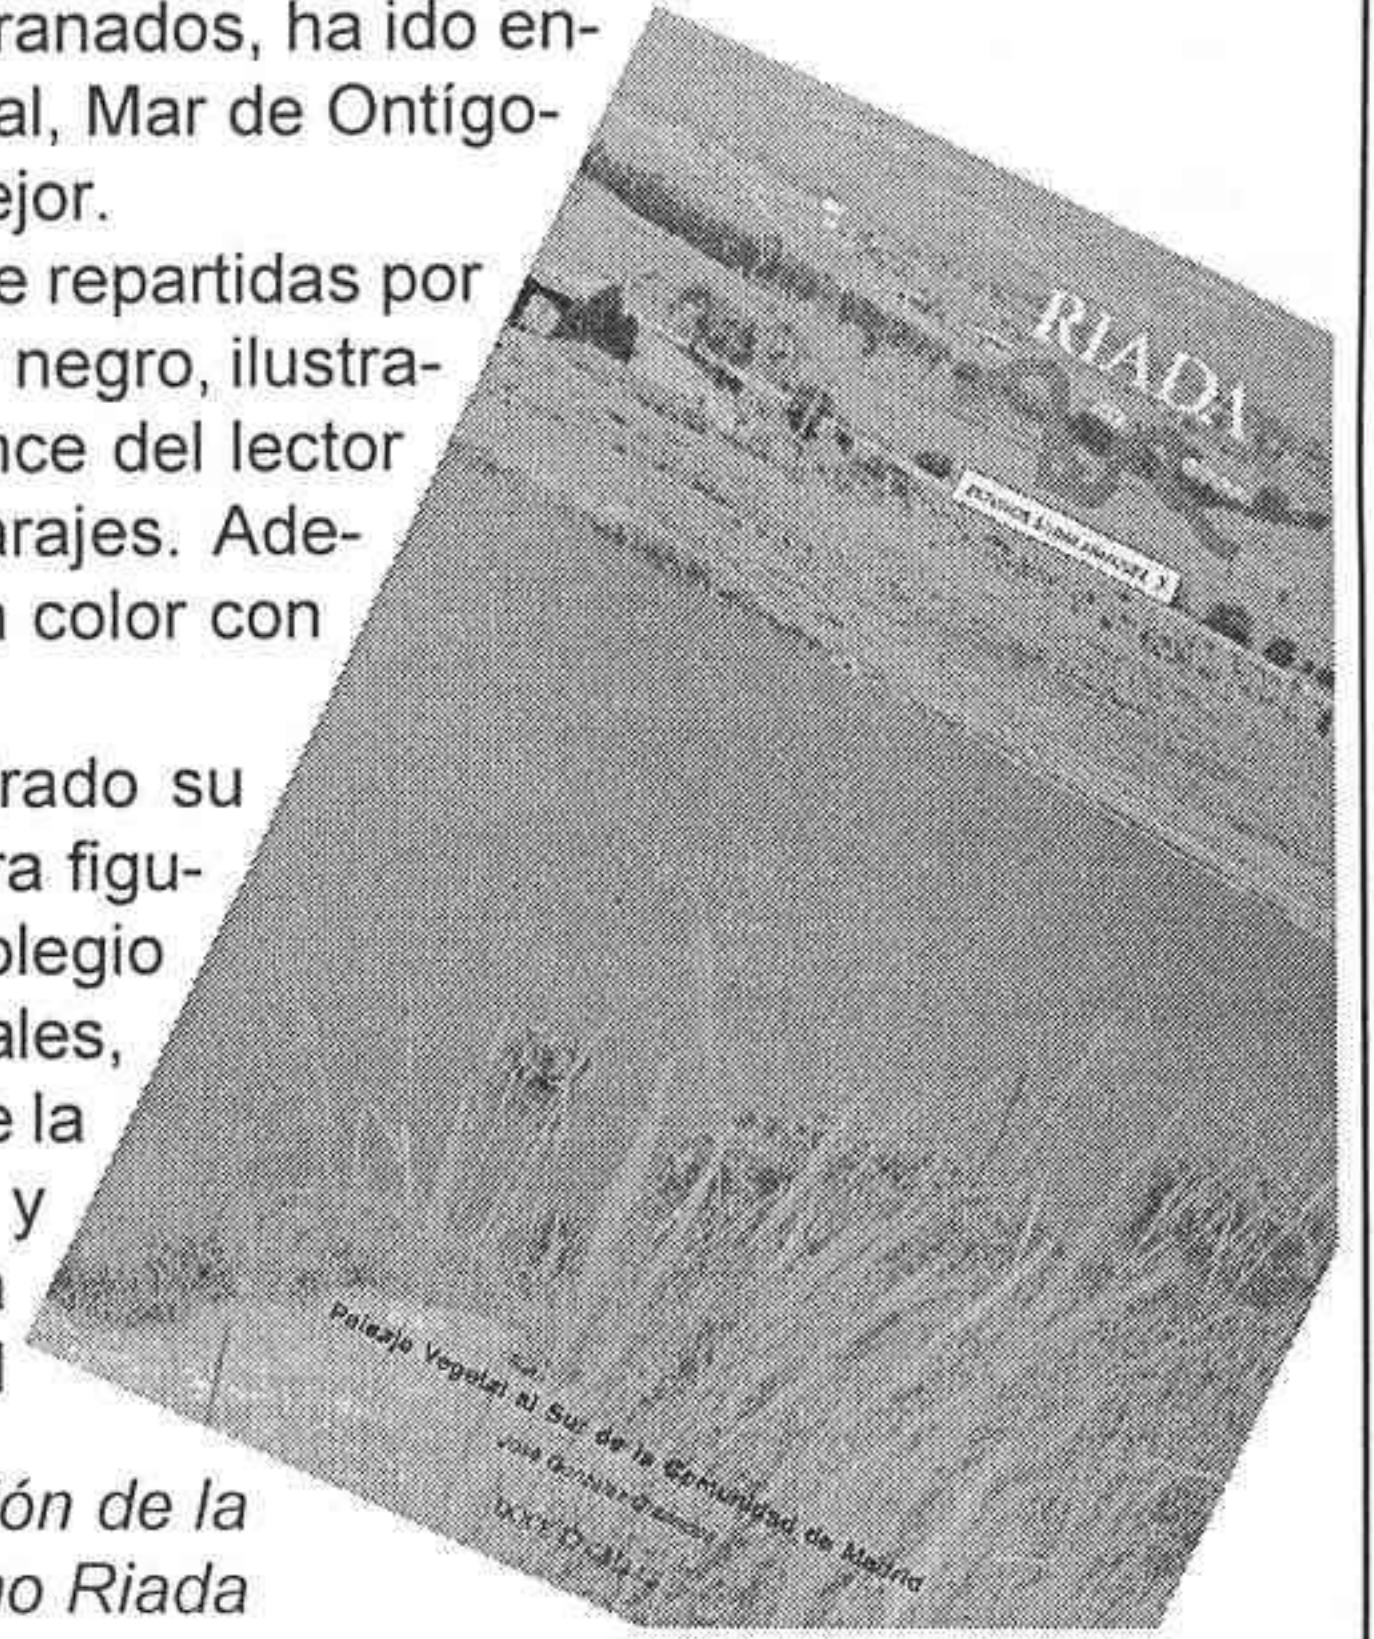 ranados, ha ido en-
al, Mar de Ontígo-
ejor.
e repartidas por
negro, ilustra-
nce del lector
arajes. Ade-
color con
rado su
ra figu-
olegio
ales,
e la
y
ón de la
no Riada
RIADA
Paisaje Vegetal al Sur de la Comunidad de Madrid